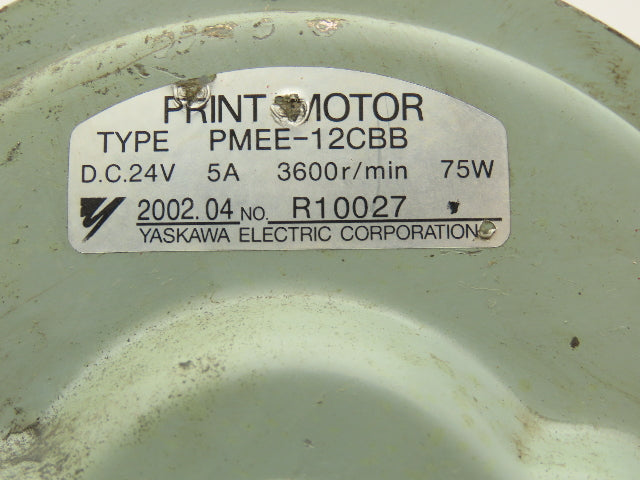 PRINT MOTOR
TYPE PMEE-12CBB
D.C.24V 5A 3600r/min 75W
2002.04 NO. R10027
YASKAWA ELECTRIC CORPORATION